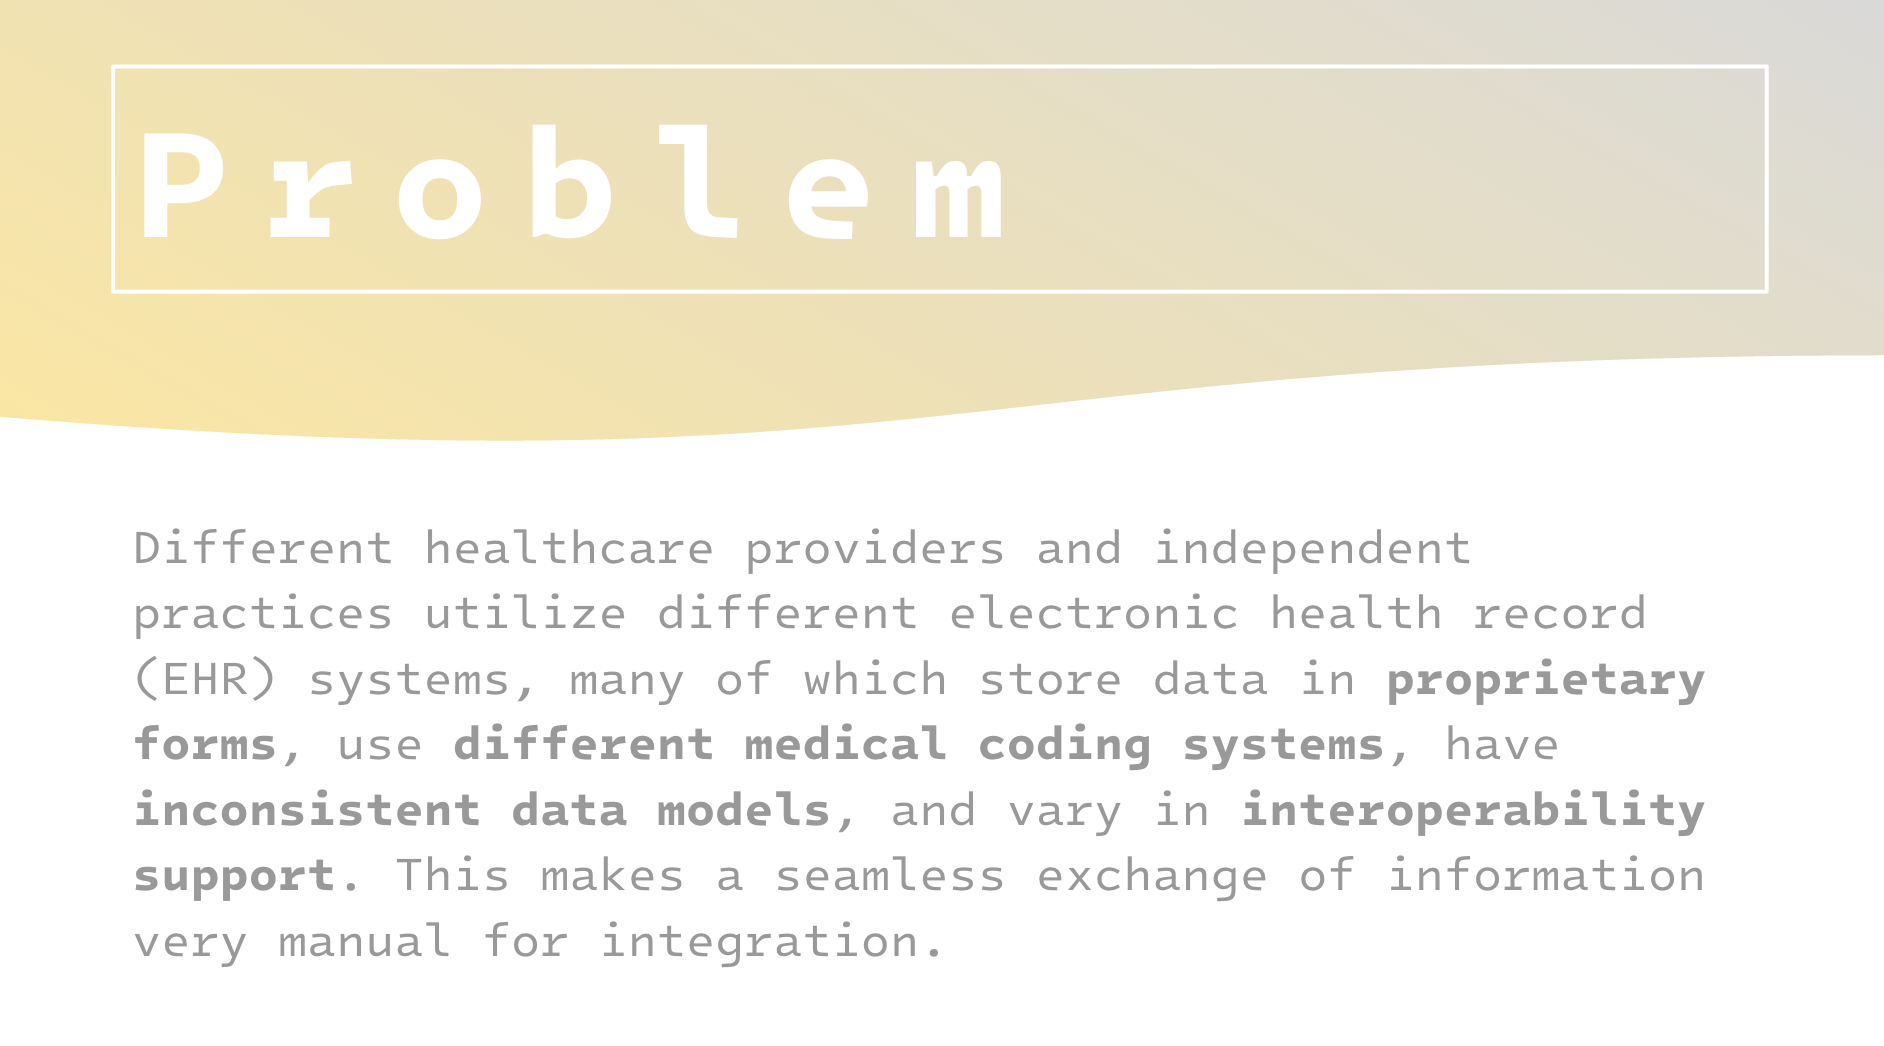 Problem
Different healthcare providers and independent
practices utilize different electronic health record
(EHR) systems, many of which store data in proprietary
forms, use different medical coding systems, have
inconsistent data models, and vary in interoperability
support. This makes a seamless exchange of information
very manual for integration.